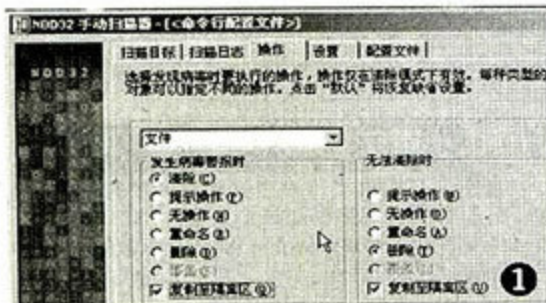 NOD32 手动扫描器 - [<命令行配置文件>]
扫描目标 扫描日志 操作 设置 配置文件
NOD32
选择发现病毒时要执行的操作，操作仅在清除模式下有效。每种类型的
对象可以指定不同的操作。点击“默认”将恢复缺省设置。
文件
发生病毒警报时
清除(C)
提示操作(P)
无操作(N)
重命名(R)
删除(D)
复制至隔离区(Q)
无法清除时
提示操作(M)
无操作(O)
重命名(A)
删除(T)
复制至隔离区(U)
1